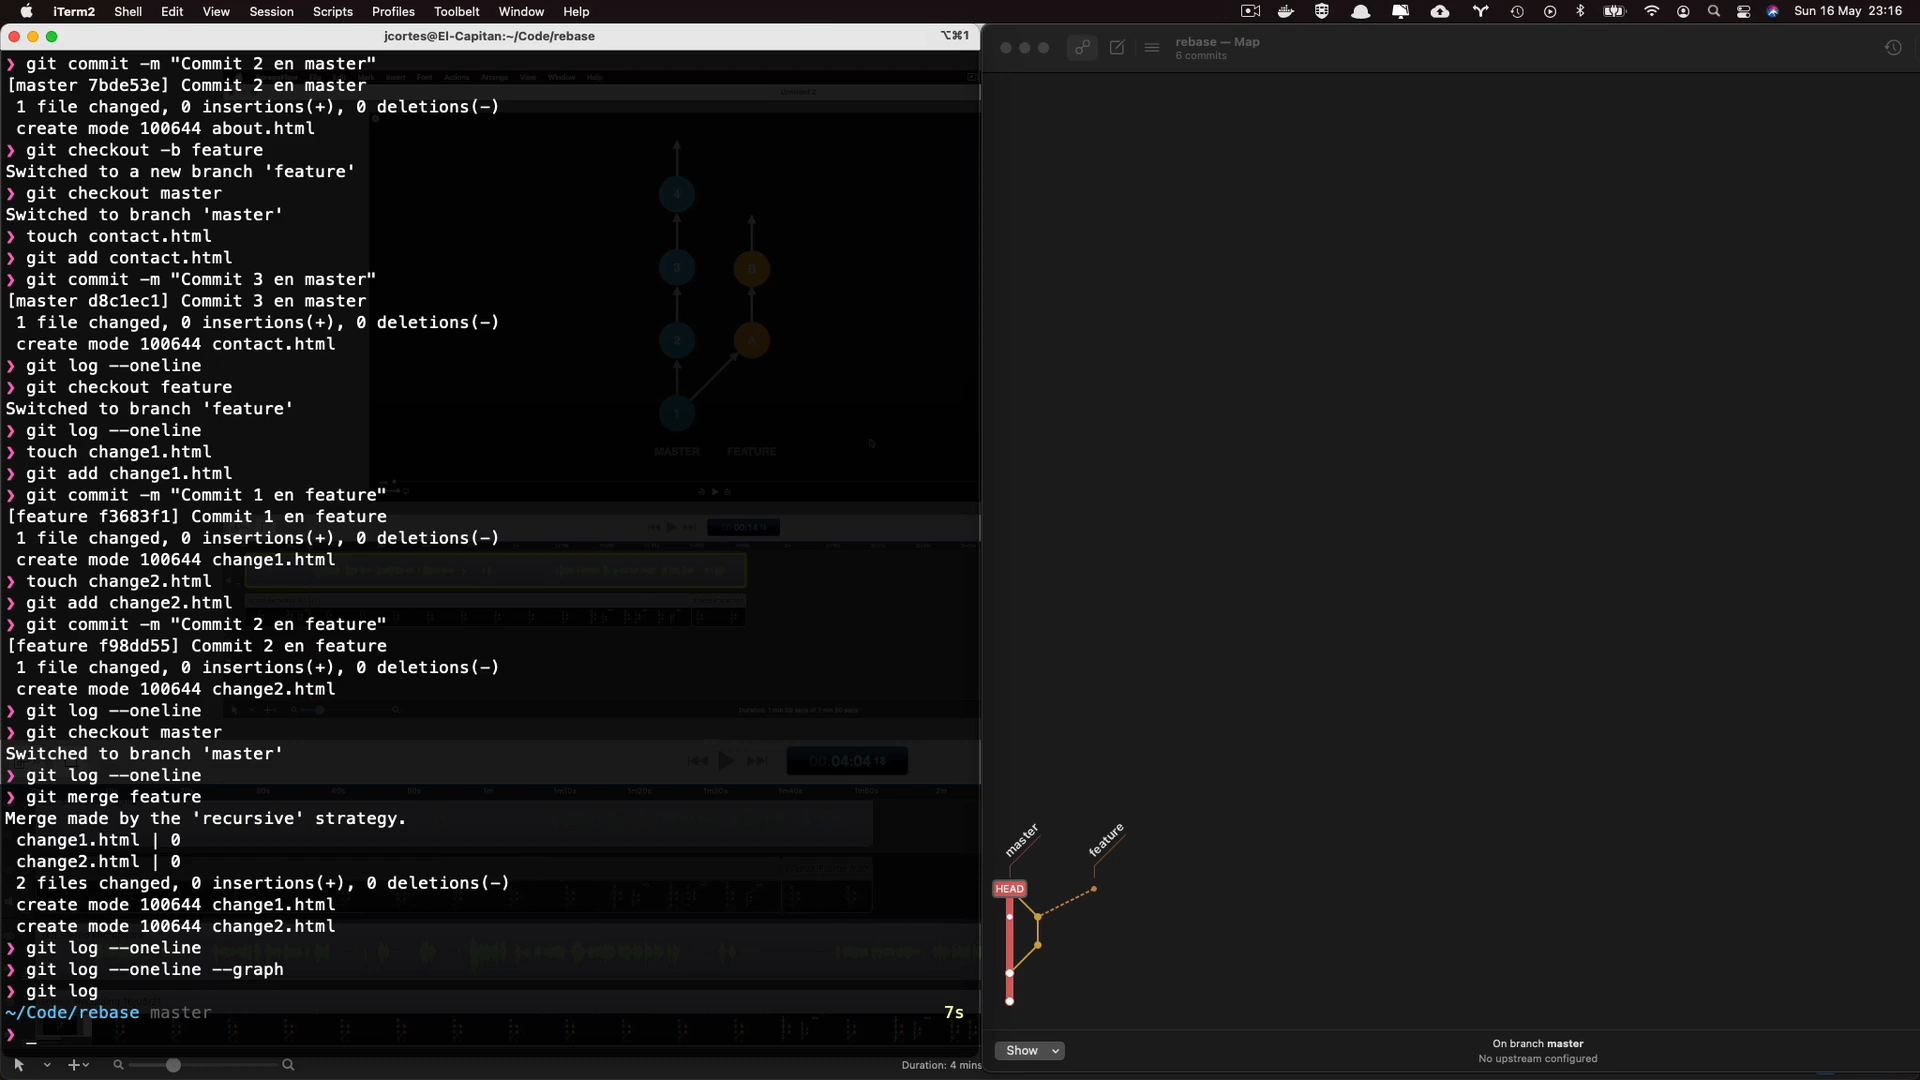 iTerm2 Shell Edit View Session Scripts Profiles Toolbelt Window Help
Sun 16 May 23:16
jcortes@El-Capitan:~/Code/rebase
⌥⌘1
❯ git commit -m "Commit 2 en master"
[master 7bde53e] Commit 2 en master
1 file changed, 0 insertions(+), 0 deletions(-)
create mode 100644 about.html
❯ git checkout -b feature
Switched to a new branch 'feature'
❯ git checkout master
Switched to branch 'master'
❯ touch contact.html
❯ git add contact.html
❯ git commit -m "Commit 3 en master"
[master d8c1ec1] Commit 3 en master
1 file changed, 0 insertions(+), 0 deletions(-)
create mode 100644 contact.html
❯ git log --oneline
❯ git checkout feature
Switched to branch 'feature'
❯ git log --oneline
❯ touch change1.html
❯ git add change1.html
❯ git commit -m "Commit 1 en feature"
[feature f3683f1] Commit 1 en feature
1 file changed, 0 insertions(+), 0 deletions(-)
create mode 100644 change1.html
❯ touch change2.html
❯ git add change2.html
❯ git commit -m "Commit 2 en feature"
[feature f98dd55] Commit 2 en feature
1 file changed, 0 insertions(+), 0 deletions(-)
create mode 100644 change2.html
❯ git log --oneline
❯ git checkout master
Switched to branch 'master'
❯ git log --oneline
❯ git merge feature
Merge made by the 'recursive' strategy.
change1.html | 0
change2.html | 0
2 files changed, 0 insertions(+), 0 deletions(-)
create mode 100644 change1.html
create mode 100644 change2.html
❯ git log --oneline
❯ git log --oneline --graph
❯ git log
~/Code/rebase master 7s
❯ _
4
3
B
2
A
1
MASTER FEATURE
00:04:04 18
Duration: 4 mins
rebase — Map
6 commits
master
feature
HEAD
Show
On branch master
No upstream configured